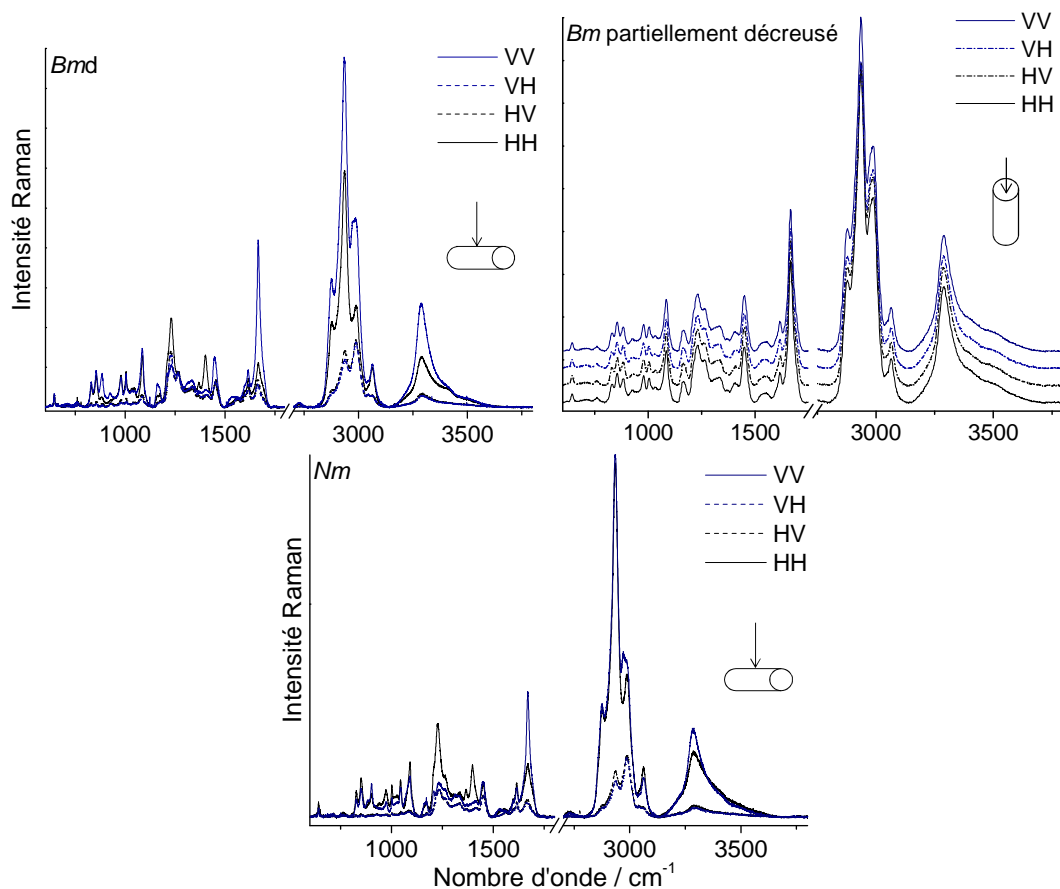 Bmd
VV
VH
HV
HH
Intensité Raman
1000
1500
3000
3500
Bm partiellement décreusé
VV
VH
HV
HH
1000
1500
3000
3500
Nm
VV
VH
HV
HH
Intensité Raman
1000
1500
3000
3500
Nombre d'onde / cm-1